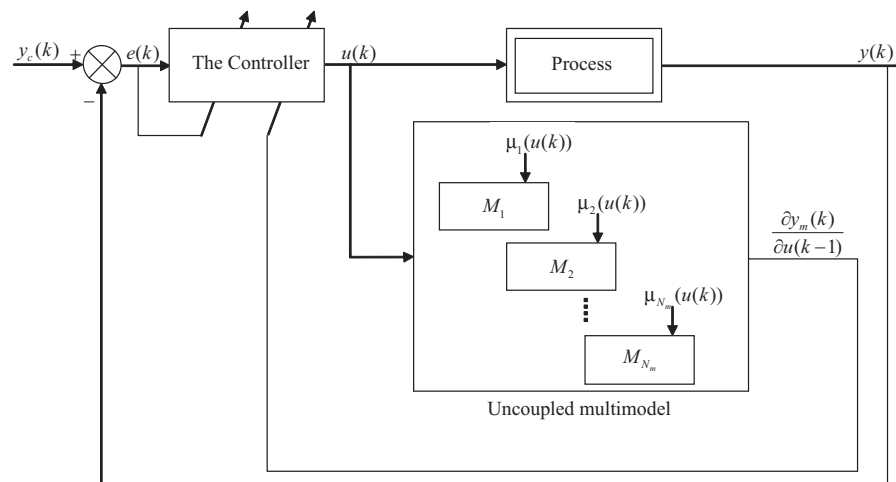 y_c(k)
+
−
e(k)
The Controller
u(k)
Process
y(k)
μ_1(u(k))
M_1
μ_2(u(k))
M_2
μ_{N_m}(u(k))
M_{N_m}
∂y_m(k)
∂u(k−1)
Uncoupled multimodel